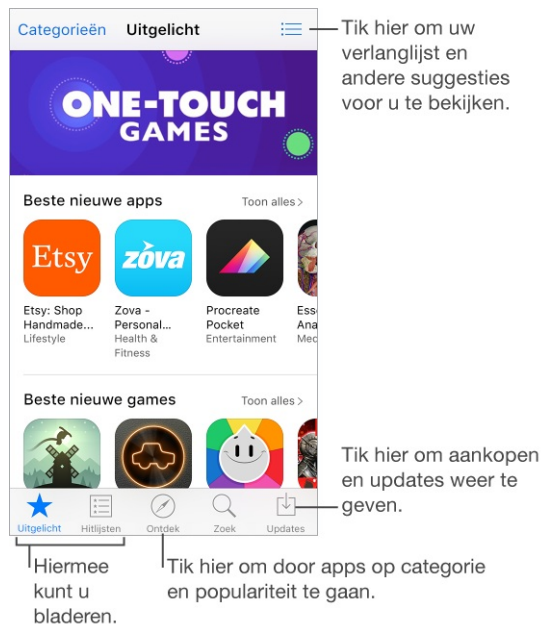 Categorieën Uitgelicht
Tik hier om uw
verlanglijst en
andere suggesties
voor u te bekijken.
ONE-TOUCH
GAMES
Beste nieuwe apps Toon alles >
Etsy
zova
Etsy: Shop
Handmade...
Lifestyle
Zova -
Personal...
Health &
Fitness
Procreate
Pocket
Entertainment
Ess
Ana
Med
Beste nieuwe games Toon alles >
Tik hier om aankopen
en updates weer te
geven.
Uitgelicht Hitlijsten Ontdek Zoek Updates
Hiermee
kunt u
bladeren.
Tik hier om door apps op categorie
en populariteit te gaan.